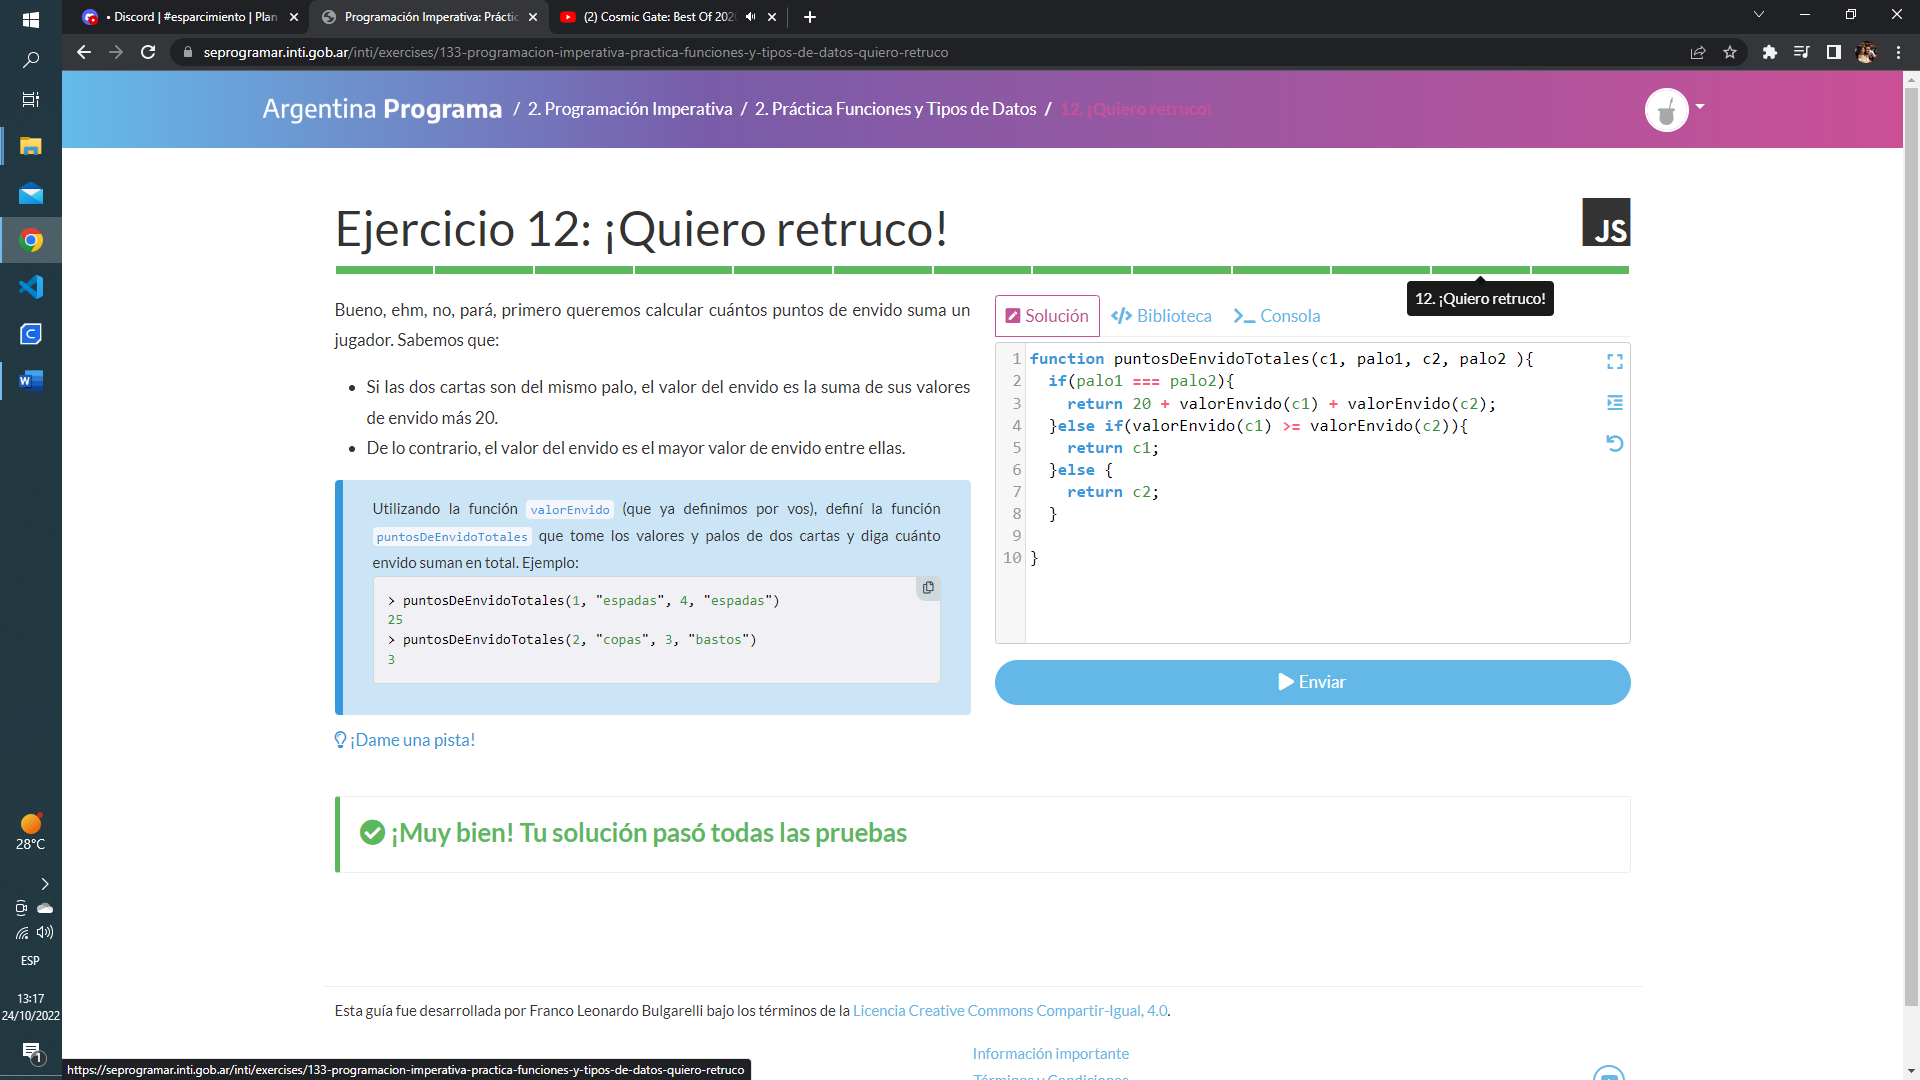 • Discord | #esparcimiento | Plan
Programación Imperativa: Práctic
(2) Cosmic Gate: Best Of 202
seprogramar.inti.gob.ar/inti/exercises/133-programacion-imperativa-practica-funciones-y-tipos-de-datos-quiero-retruco
Argentina Programa / 2. Programación Imperativa / 2. Práctica Funciones y Tipos de Datos / 12. ¡Quiero retruco!
Ejercicio 12: ¡Quiero retruco!
JS
12. ¡Quiero retruco!
Bueno, ehm, no, pará, primero queremos calcular cuántos puntos de envido suma un
jugador. Sabemos que:
• Si las dos cartas son del mismo palo, el valor del envido es la suma de sus valores
de envido más 20.
• De lo contrario, el valor del envido es el mayor valor de envido entre ellas.
Utilizando la función valorEnvido (que ya definimos por vos), definí la función
puntosDeEnvidoTotales que tome los valores y palos de dos cartas y diga cuánto
envido suman en total. Ejemplo:
> puntosDeEnvidoTotales(1, "espadas", 4, "espadas")
25
> puntosDeEnvidoTotales(2, "copas", 3, "bastos")
3
¡Dame una pista!
Solución
Biblioteca
Consola
1 function puntosDeEnvidoTotales(c1, palo1, c2, palo2 ){
2   if(palo1 === palo2){
3     return 20 + valorEnvido(c1) + valorEnvido(c2);
4   }else if(valorEnvido(c1) >= valorEnvido(c2)){
5     return c1;
6   }else {
7     return c2;
8   }
9
10 }
Enviar
¡Muy bien! Tu solución pasó todas las pruebas
Esta guía fue desarrollada por Franco Leonardo Bulgarelli bajo los términos de la Licencia Creative Commons Compartir-Igual, 4.0.
Información importante
Términos y Condiciones
28°C
ESP
13:17
24/10/2022
1
https://seprogramar.inti.gob.ar/inti/exercises/133-programacion-imperativa-practica-funciones-y-tipos-de-datos-quiero-retruco